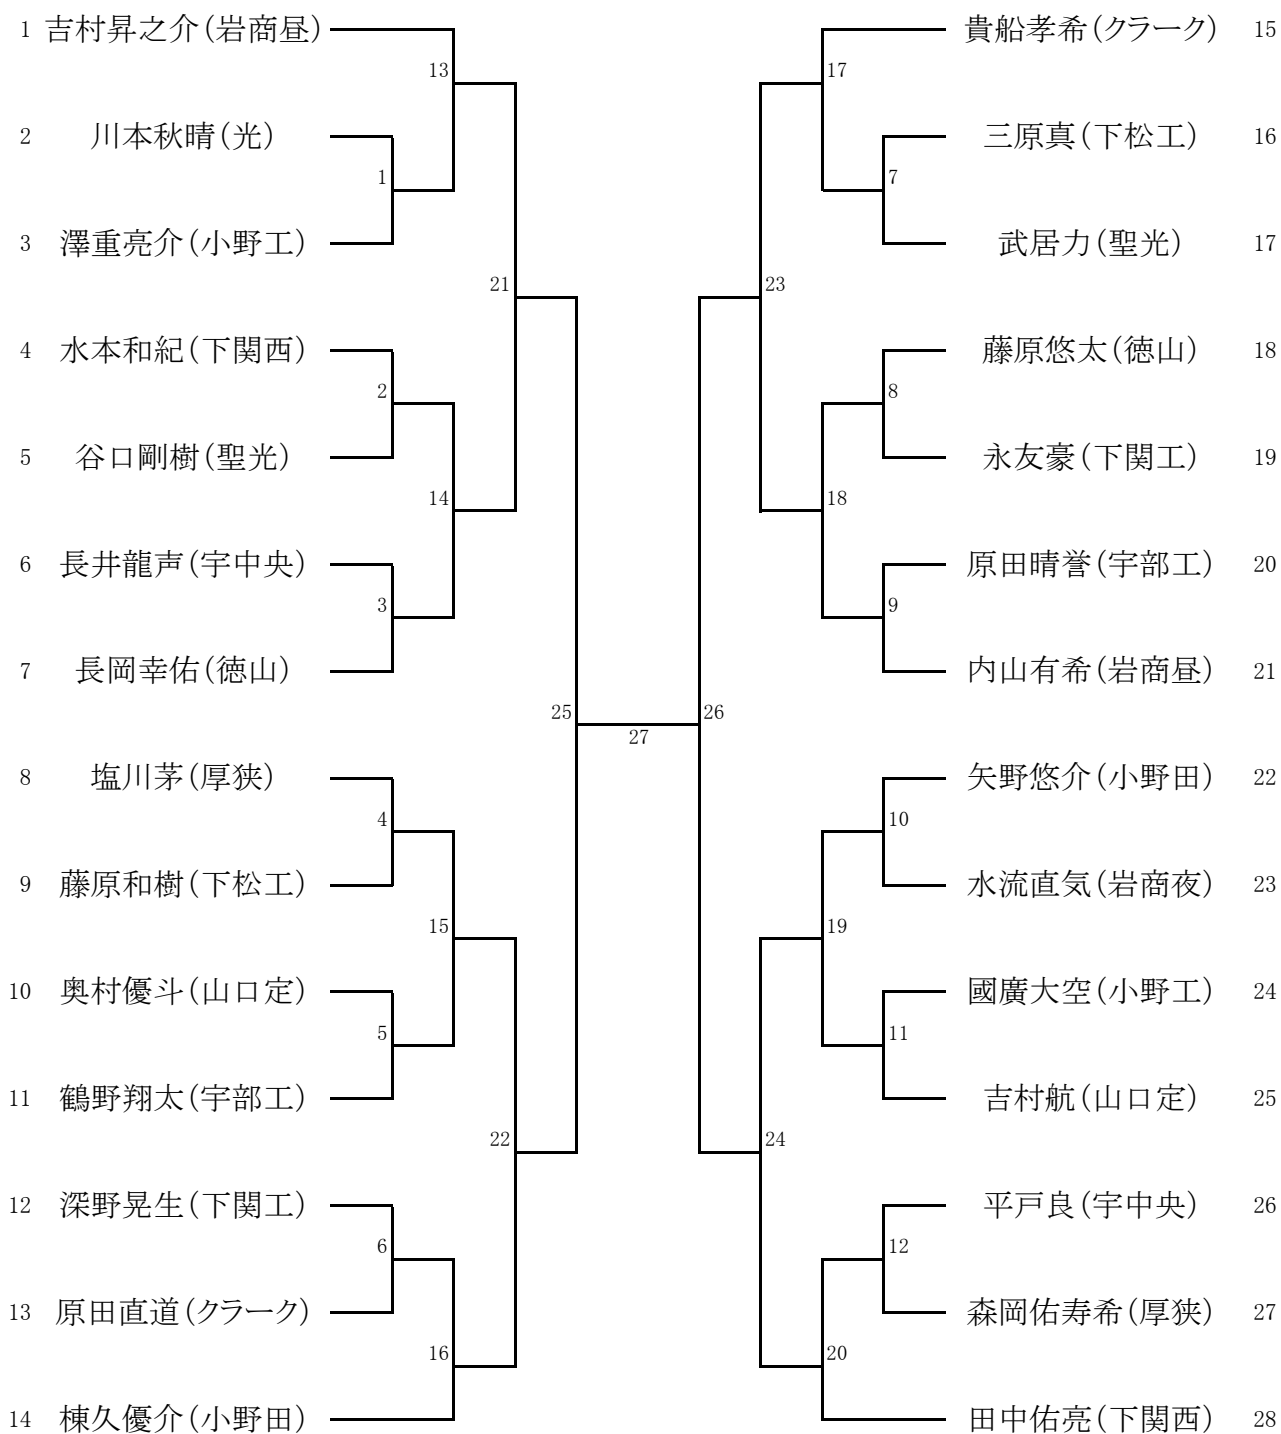 1 吉村昇之介(岩商昼)
13
2 川本秋晴(光)
1
3 澤重亮介(小野工)
21
4 水本和紀(下関西)
2
5 谷口剛樹(聖光)
14
6 長井龍声(宇中央)
3
7 長岡幸佑(徳山)
25
8 塩川茅(厚狭)
4
9 藤原和樹(下松工)
15
10 奥村優斗(山口定)
5
11 鶴野翔太(宇部工)
22
12 深野晃生(下関工)
6
13 原田直道(クラーク)
16
14 棟久優介(小野田)
27
貴船孝希(クラーク) 15
17
三原真(下松工) 16
7
武居力(聖光) 17
23
藤原悠太(徳山) 18
8
永友豪(下関工) 19
18
原田晴誉(宇部工) 20
9
内山有希(岩商昼) 21
26
矢野悠介(小野田) 22
10
水流直気(岩商夜) 23
19
國廣大空(小野工) 24
11
吉村航(山口定) 25
24
平戸良(宇中央) 26
12
森岡佑寿希(厚狭) 27
20
田中佑亮(下関西) 28